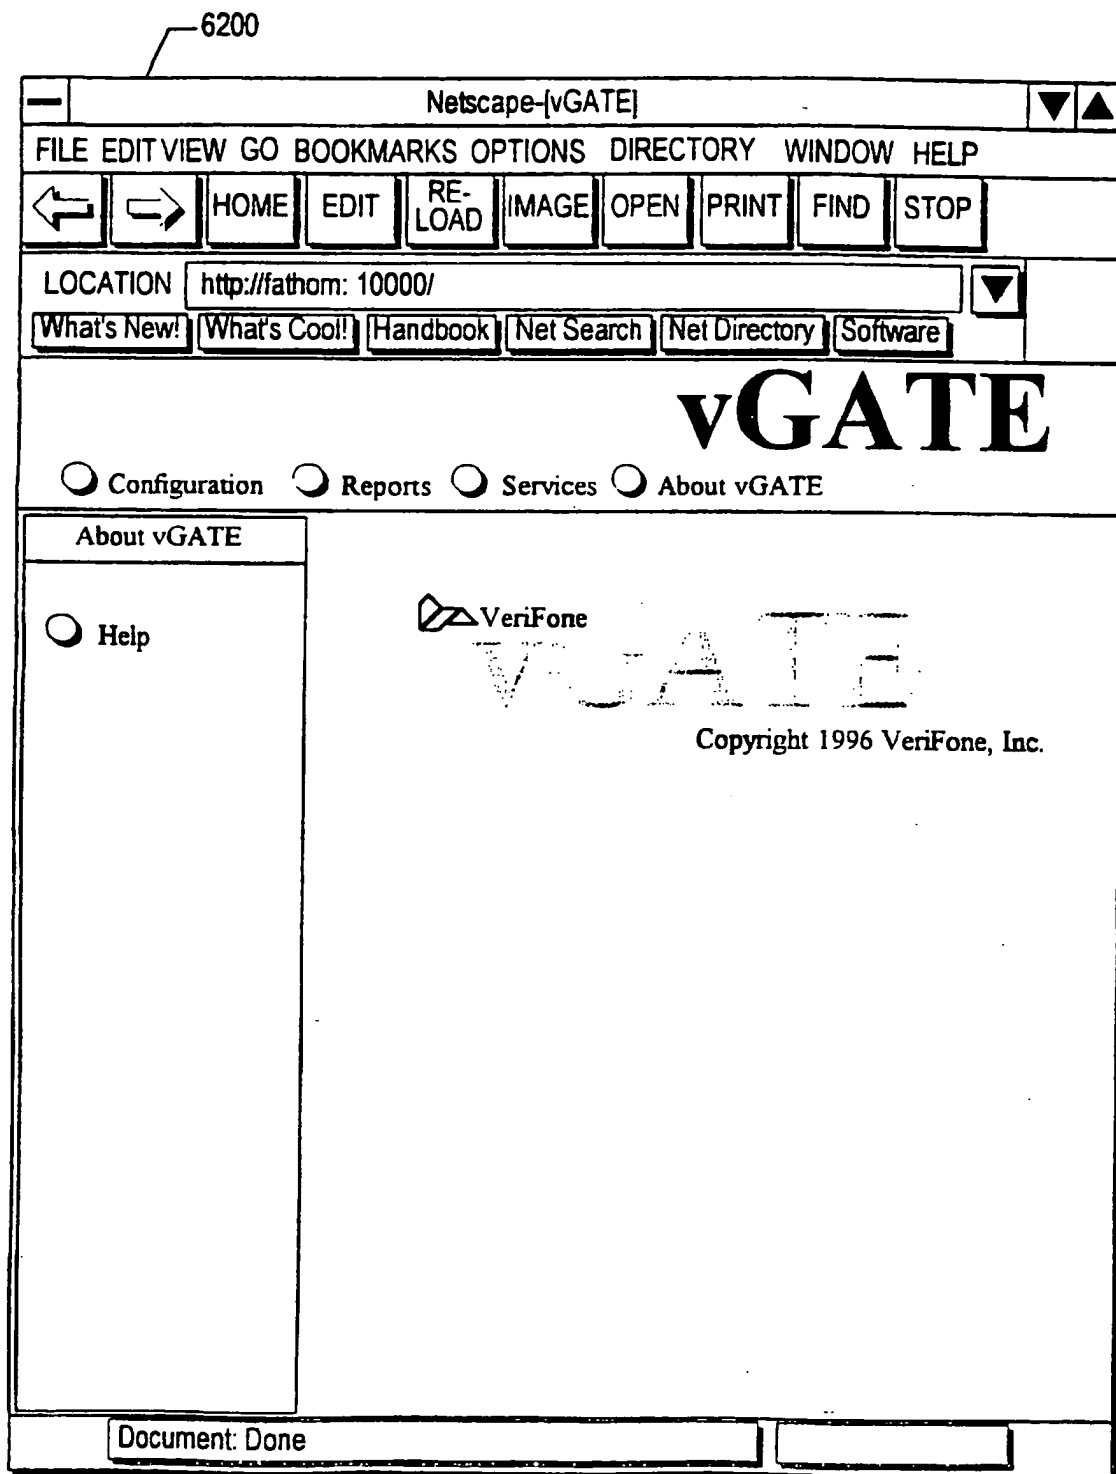 6200
Netscape-[vGATE]
FILE EDIT VIEW GO BOOKMARKS OPTIONS DIRECTORY WINDOW HELP
HOME EDIT RE-LOAD IMAGE OPEN PRINT FIND STOP
LOCATION http://fathom: 10000/
What's New! What's Cool! Handbook Net Search Net Directory Software
vGATE
Configuration Reports Services About vGATE
About vGATE
Help
VeriFone
VGATE
Copyright 1996 VeriFone, Inc.
Document: Done